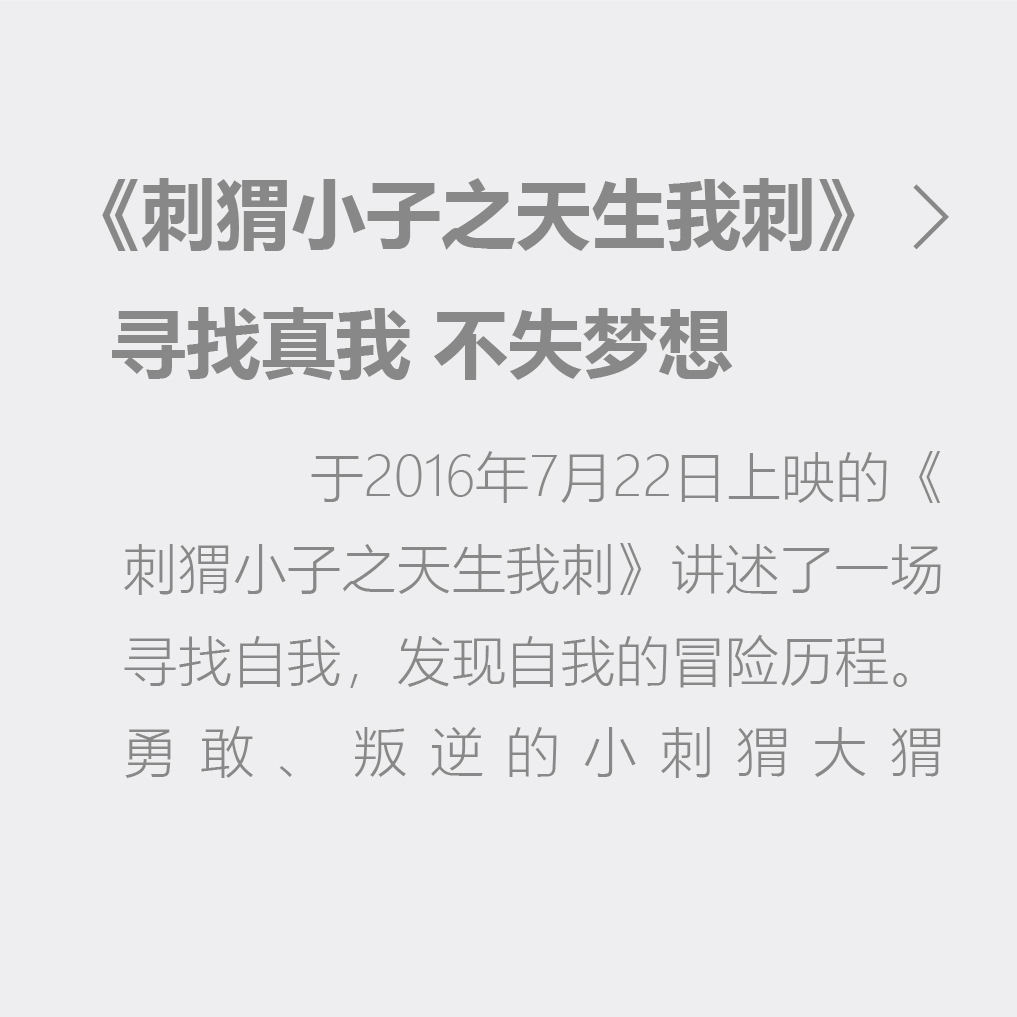 《刺猬小子之天生我刺》
寻找真我 不失梦想
于2016年7月22日上映的《
刺猬小子之天生我刺》讲述了一场
寻找自我，发现自我的冒险历程。
勇敢、叛逆的小刺猬大猬